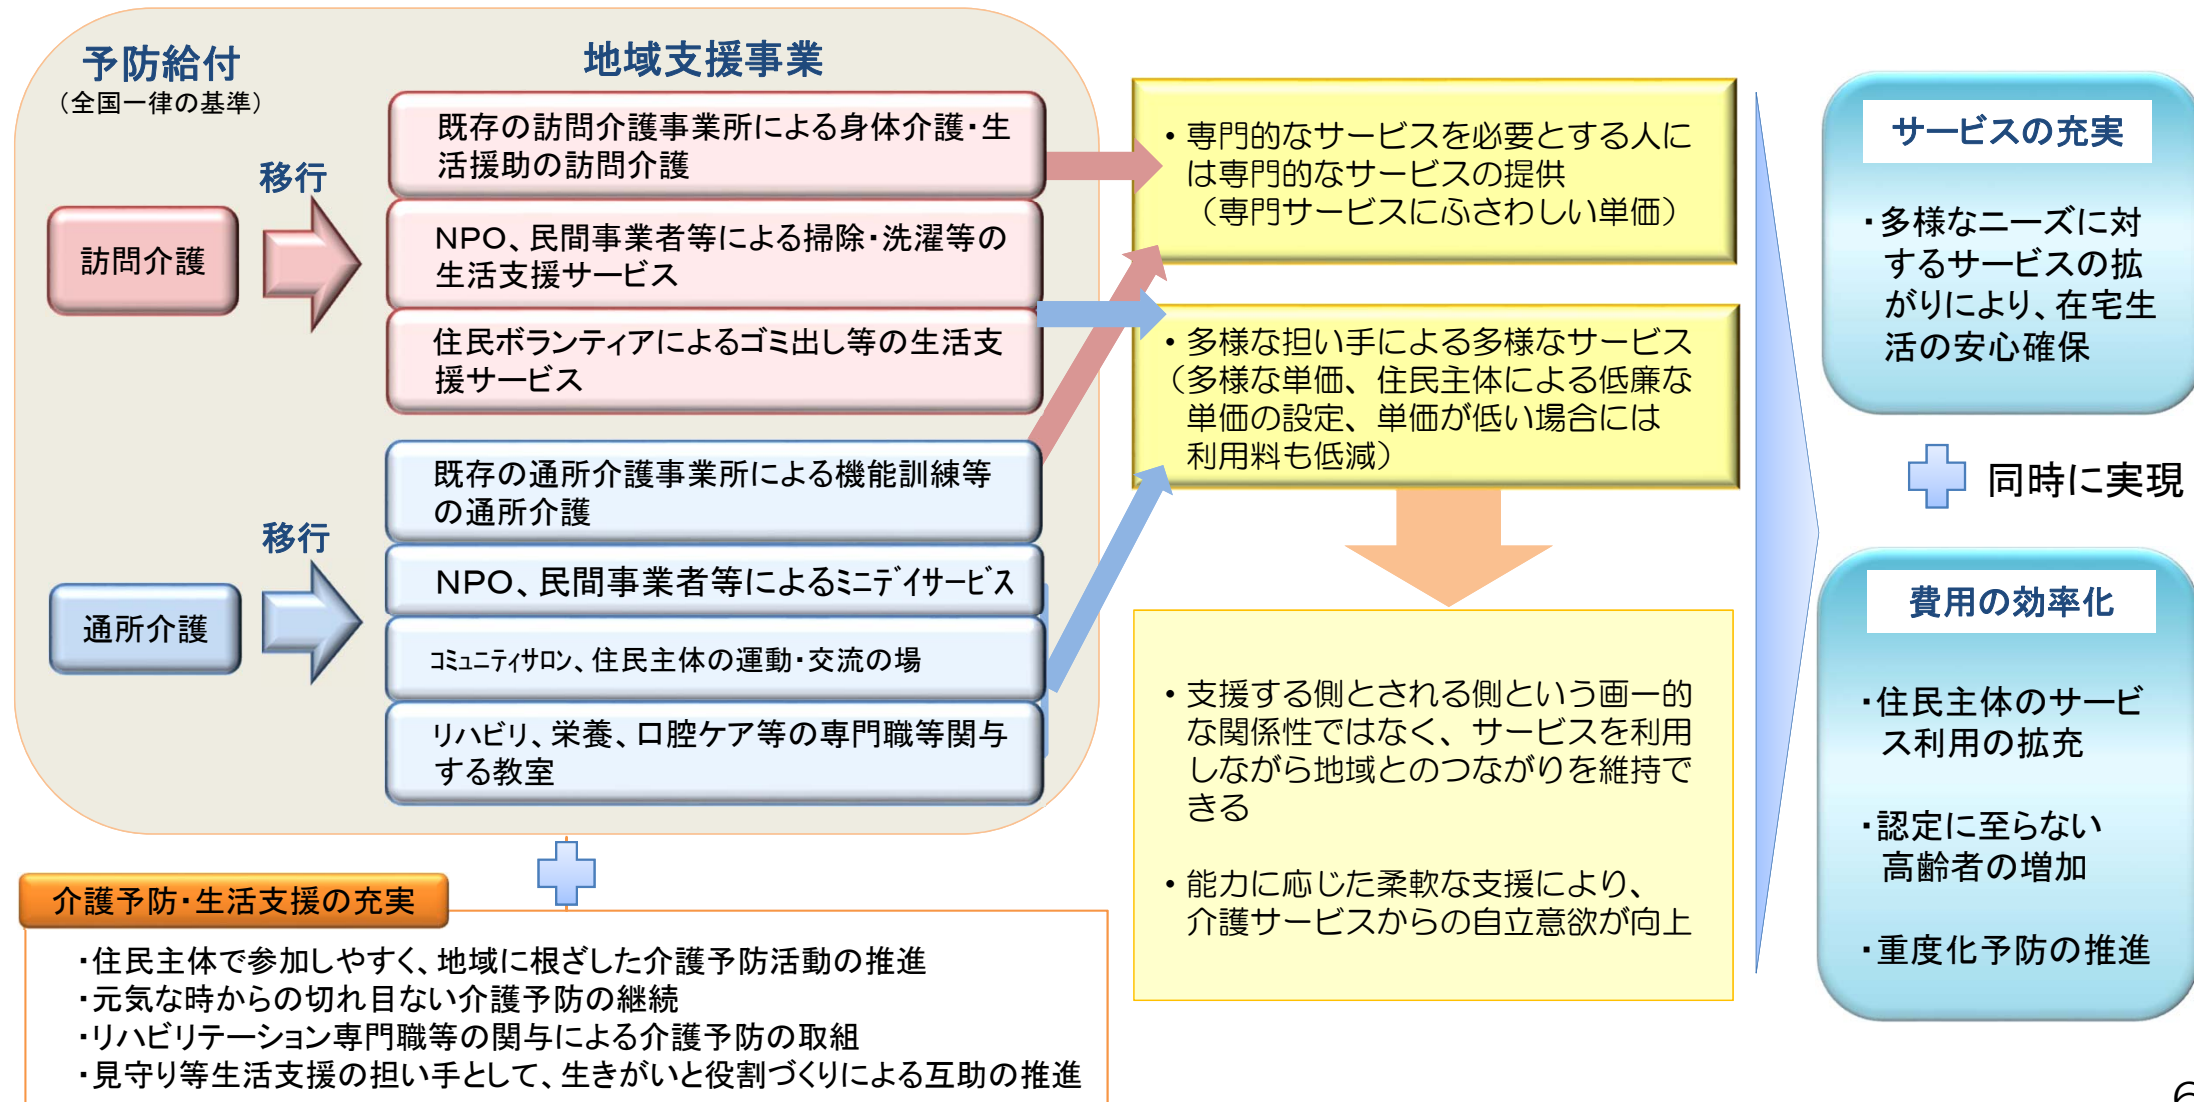 予防給付
（全国一律の基準）
地域支援事業
訪問介護
移行
既存の訪問介護事業所による身体介護・生
活援助の訪問介護
NPO、民間事業者等による掃除・洗濯等の
生活支援サービス
住民ボランティアによるゴミ出し等の生活支
援サービス
通所介護
移行
既存の通所介護事業所による機能訓練等
の通所介護
NPO、民間事業者等によるﾐﾆﾃﾞｲｻｰﾋﾞｽ
ｺﾐｭﾆﾃｨｻﾛﾝ、住民主体の運動・交流の場
リハビリ、栄養、口腔ケア等の専門職等関与
する教室
介護予防・生活支援の充実
・住民主体で参加しやすく、地域に根ざした介護予防活動の推進
・元気な時からの切れ目ない介護予防の継続
・リハビリテーション専門職等の関与による介護予防の取組
・見守り等生活支援の担い手として、生きがいと役割づくりによる互助の推進
・専門的なサービスを必要とする人に
は専門的なサービスの提供
（専門サービスにふさわしい単価）
・多様な担い手による多様なサービス
（多様な単価、住民主体による低廉な
単価の設定、単価が低い場合には
利用料も低減）
・支援する側とされる側という画一的
な関係性ではなく、サービスを利用
しながら地域とのつながりを維持で
きる
・能力に応じた柔軟な支援により、
介護サービスからの自立意欲が向上
サービスの充実
・多様なニーズに対
するサービスの拡
がりにより、在宅生
活の安心確保
同時に実現
費用の効率化
・住民主体のサービ
ス利用の拡充
・認定に至らない
高齢者の増加
・重度化予防の推進